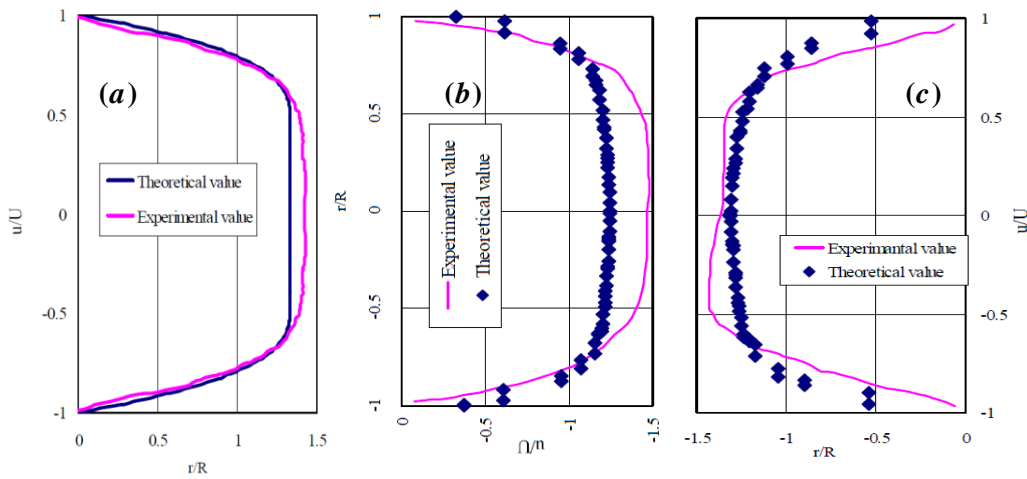 1
0.5
0
-0.5
-1
0
0.5
1
1.5
u/U
r/R
(a)
Theoretical value
Experimental value
1
0.5
0
-0.5
-1
0
-0.5
-1
-1.5
r/R
u/U
(b)
Experimental value
Theoretical value
1
0.5
0
-0.5
-1
-1.5
-1
-0.5
0
r/R
u/U
(c)
Experimantal value
Theoretical value